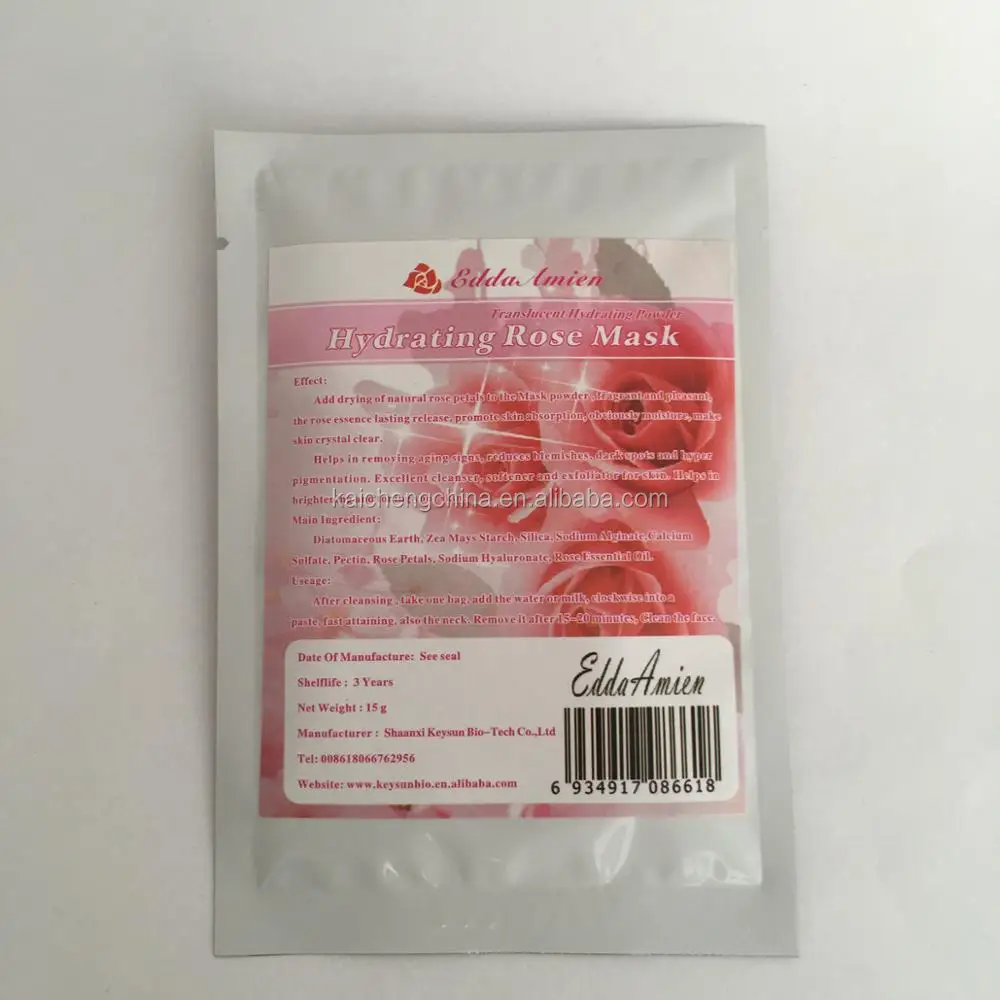 EddaAmien
Translucent Hydrating Powder
Hydrating Rose Mask
Effect:
Add drying of natural rose petals to the Mask powder, fragrant and pleasant,
the rose essence lasting release, promote skin absorption, obviously moisture, make
skin crystal clear.
Helps in removing aging signs, reduces blemishes, dark spots and hyper
pigmentation. Excellent cleanser, softener and exfoliator for skin. Helps in
kaichengchina.en.alibaba.com
Main Ingredient:
Diatomaceous Earth, Zea Mays Starch, Silica, Sodium Alginate,Calcium
Sulfate, Pectin, Rose Petals, Sodium Hyaluronate, Rose Essential Oil.
Useage:
After cleansing , take one bag, add the water or milk, clockwise into a
paste, fast attaining, also the neck. Remove it after 15-20 minutes, Clean the face.
Date Of Manufacture: See seal
Shelflife : 3 Years
Net Weight : 15 g
Manufacturer : Shaanxi Keysun Bio-Tech Co.,Ltd
Tel: 008618066762956
Website: www.keysunbio.en.alibaba.com
EddaAmien
6 934917 086618